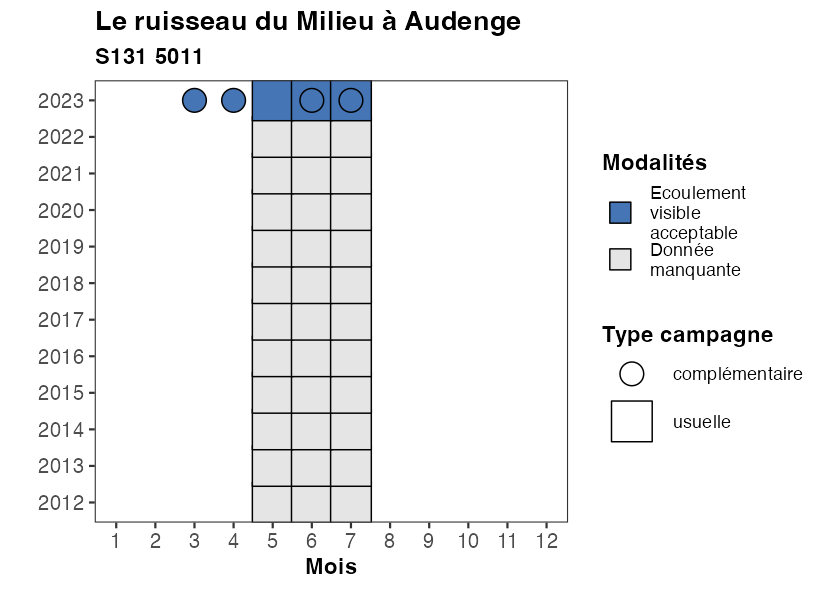 Le ruisseau du Milieu à Audenge
S131 5011
2023
2022
2021
2020
2019
2018
2017
2016
2015
2014
2013
2012
1 2 3 4 5 6 7 8 9 10 11 12
Mois
Modalités
Ecoulement
visible
acceptable
Donnée
manquante
Type campagne
complémentaire
usuelle